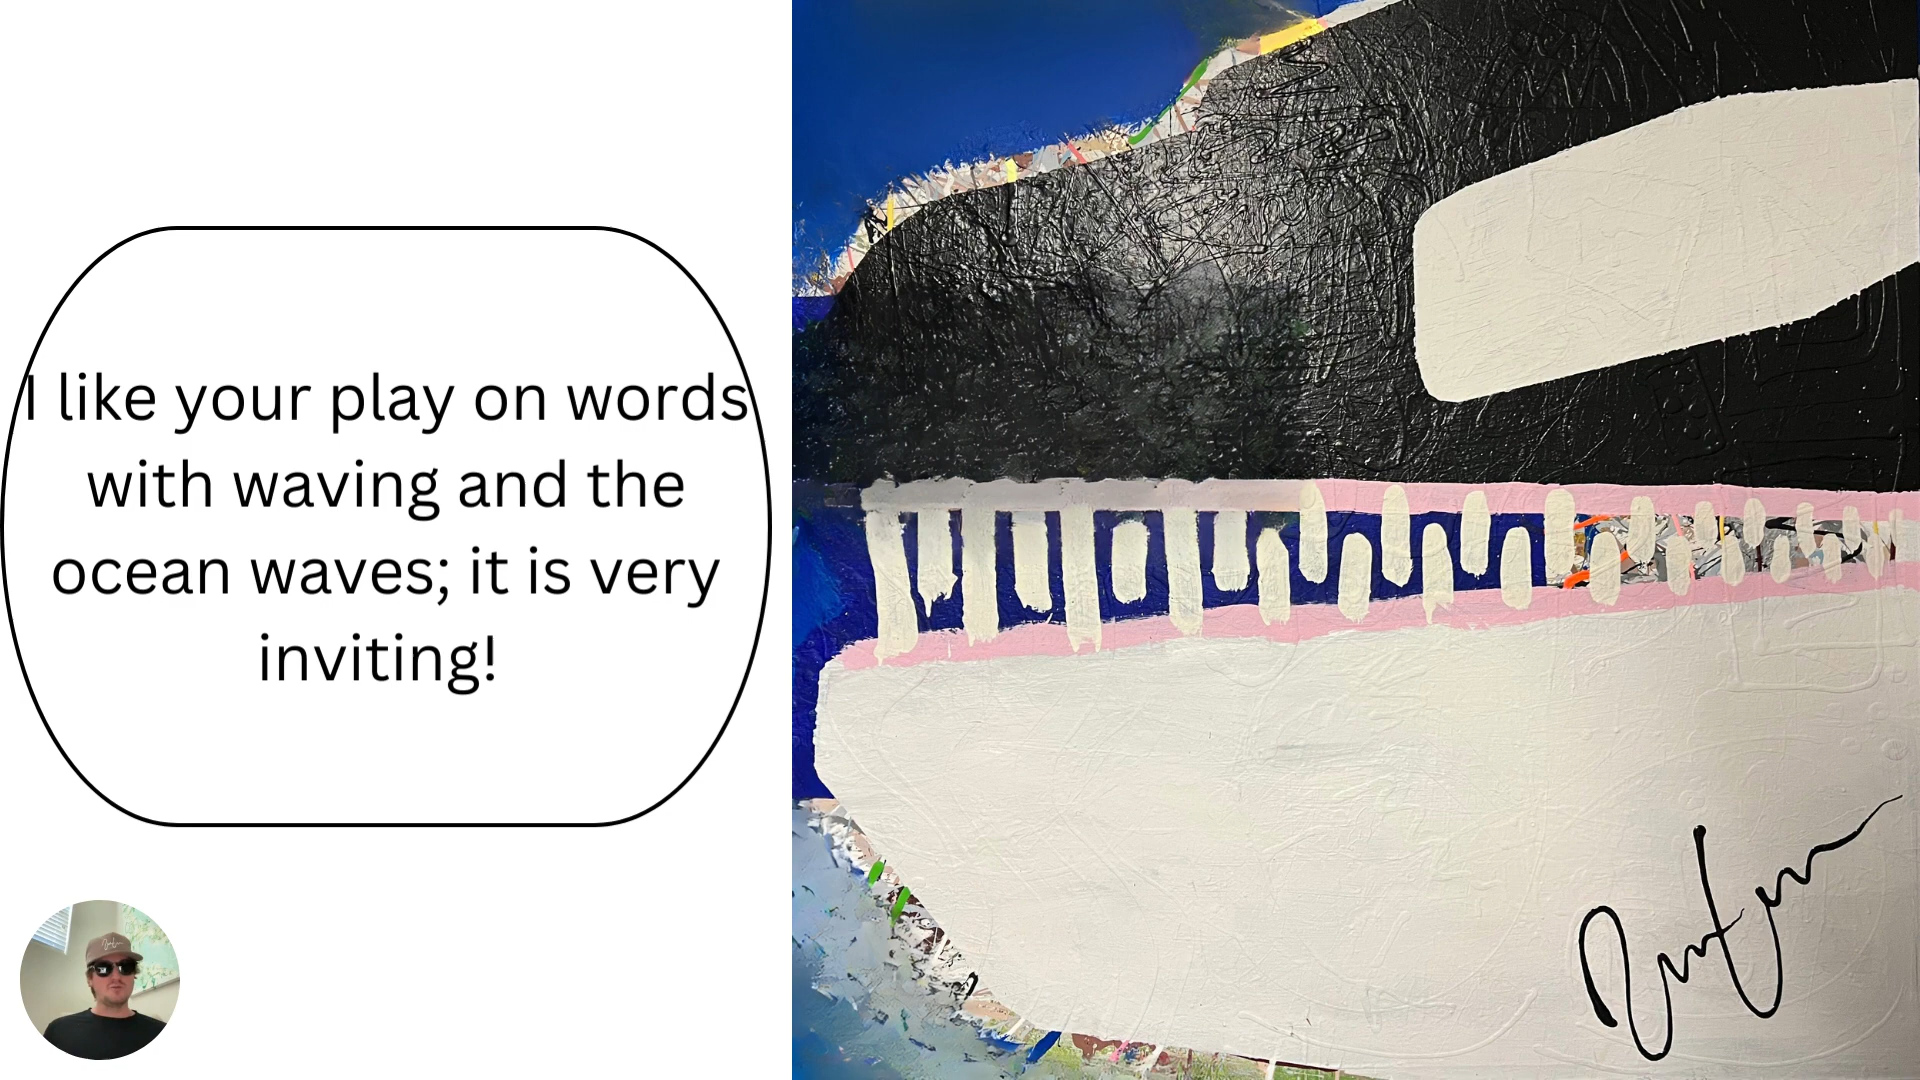 I like your play on words
with waving and the
ocean waves; it is very
inviting!